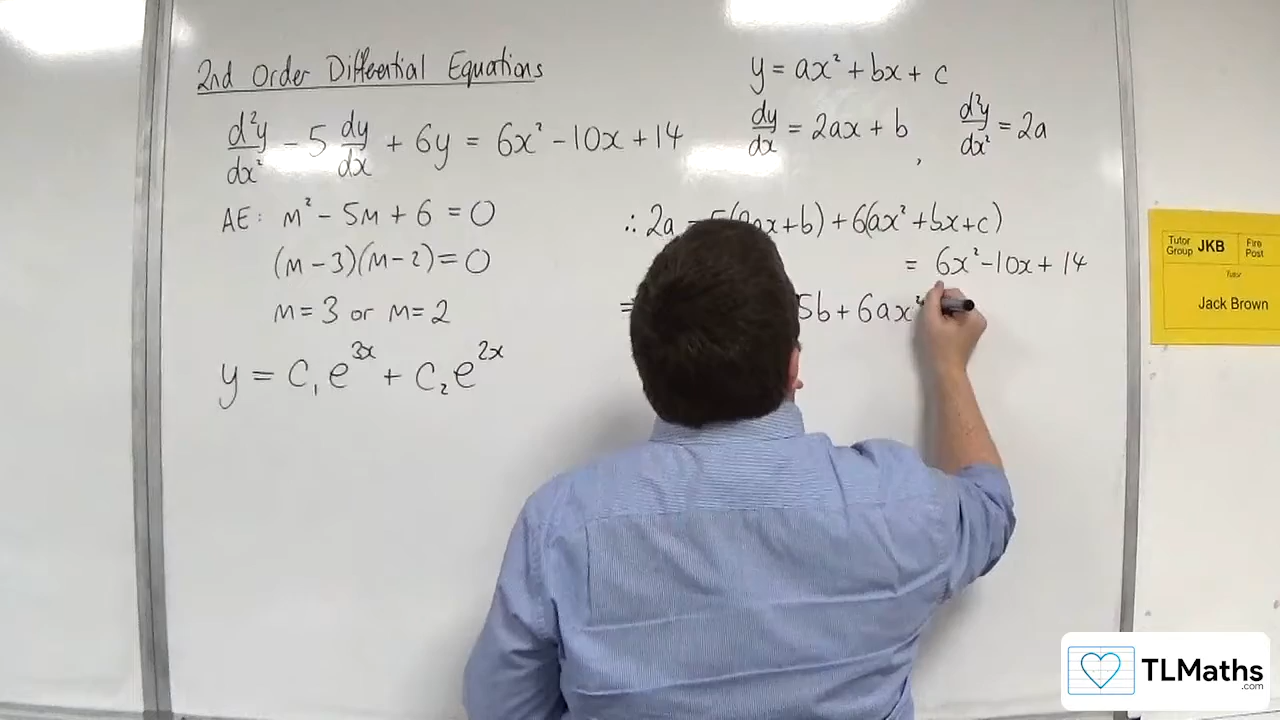 2nd Order Differential Equations
d²y/dx² - 5 dy/dx + 6y = 6x² - 10x + 14
AE: m² - 5m + 6 = 0
(m - 3)(m - 2) = 0
m = 3 or m = 2
y = C₁e^3x + C₂e^2x
y = ax² + bx + c
dy/dx = 2ax + b , d²y/dx² = 2a
∴ 2a x + b) + 6(ax² + bx + c)
= 6x² - 10x + 14
5b + 6ax²
Tutor Group JKB Fire Post
Tutor
Jack Brown
TLMaths
.com